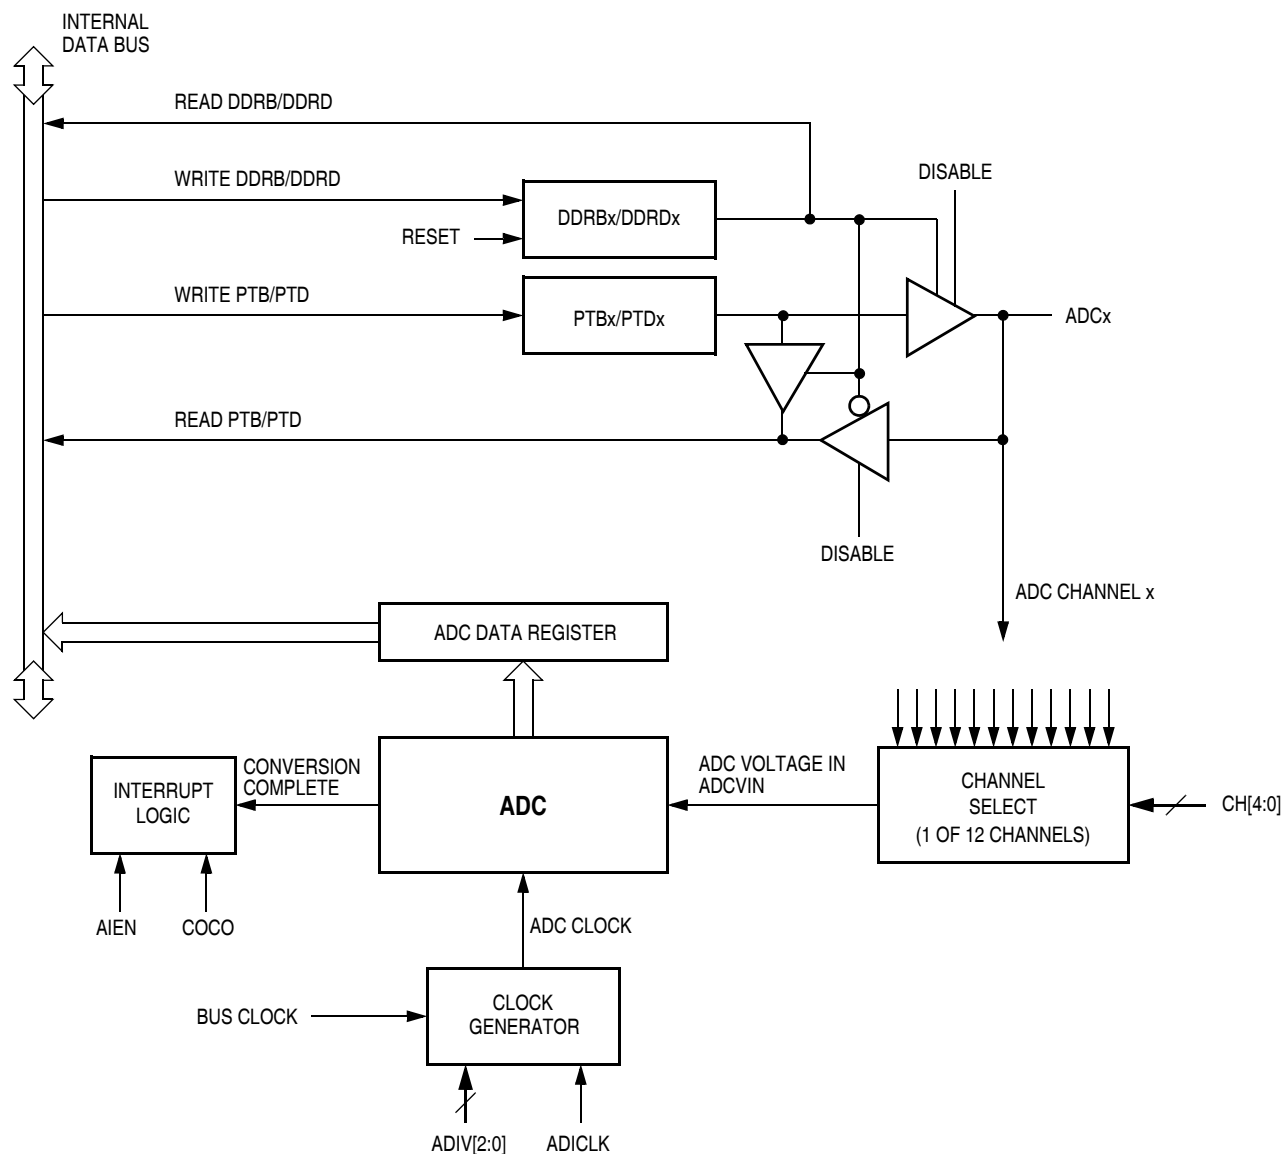 INTERNAL
DATA BUS
READ DDRB/DDRD
WRITE DDRB/DDRD
DISABLE
DDRBx/DDRDx
RESET
WRITE PTB/PTD
PTBx/PTDx
ADCx
READ PTB/PTD
DISABLE
ADC CHANNEL x
ADC DATA REGISTER
INTERRUPT
LOGIC
CONVERSION
COMPLETE
ADC
ADC VOLTAGE IN
ADCVIN
CHANNEL
SELECT
(1 OF 12 CHANNELS)
CH[4:0]
AIEN
COCO
ADC CLOCK
BUS CLOCK
CLOCK
GENERATOR
ADIV[2:0]
ADICLK